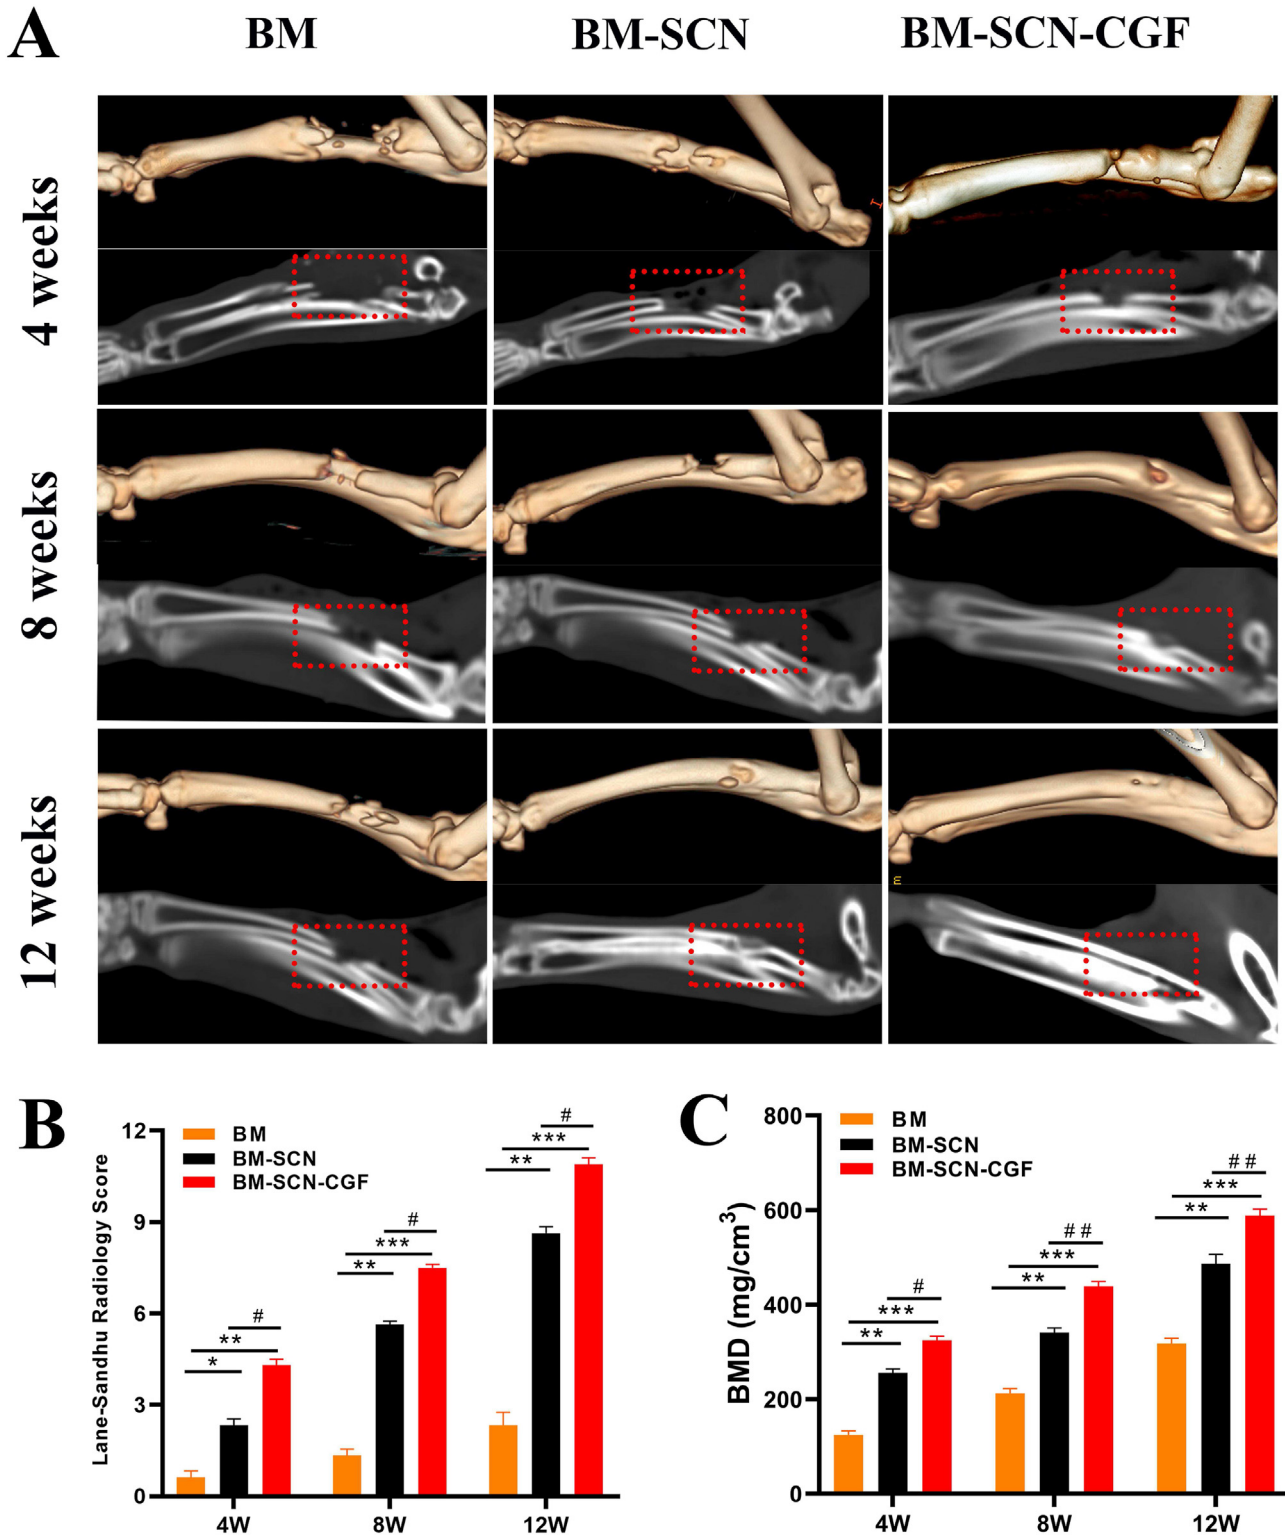 A
BM
BM-SCN
BM-SCN-CGF
4 weeks
8 weeks
12 weeks
I
m
B
Lane-Sandhu Radiology Score
12
9
6
3
0
BM
BM-SCN
BM-SCN-CGF
#
**
*
#
***
**
#
***
**
4W
8W
12W
C
BMD (mg/cm³)
800
600
400
200
0
BM
BM-SCN
BM-SCN-CGF
#
***
**
##
***
**
##
***
**
4W
8W
12W